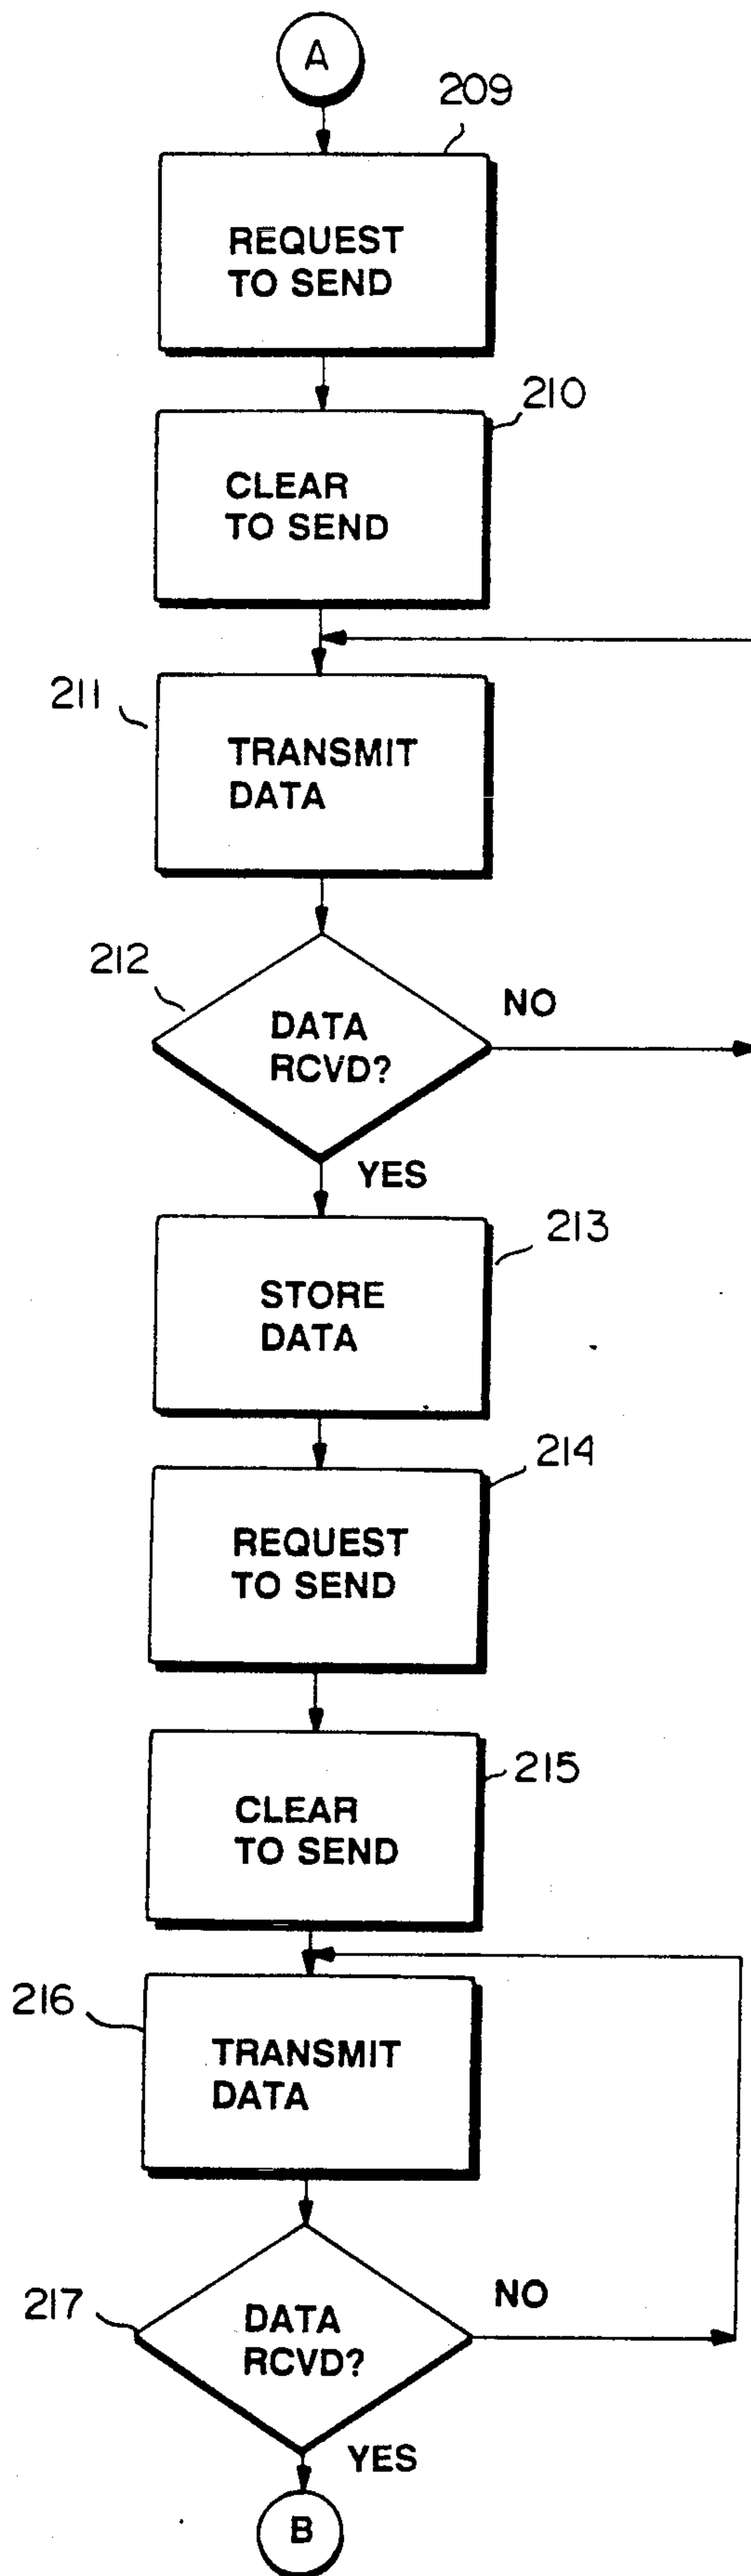 A
209
REQUEST
TO SEND
210
CLEAR
TO SEND
211
TRANSMIT
DATA
212
DATA
RCVD?
NO
YES
213
STORE
DATA
214
REQUEST
TO SEND
215
CLEAR
TO SEND
216
TRANSMIT
DATA
217
DATA
RCVD?
NO
YES
B